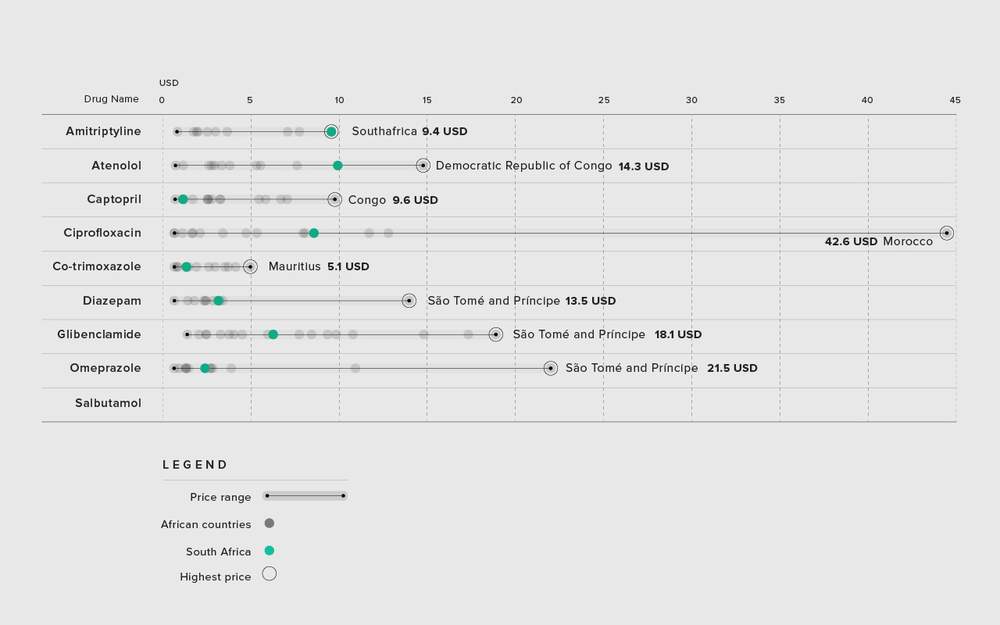 USD
Drug Name 0 5 10 15 20 25 30 35 40 45
Amitriptyline Southafrica 9.4 USD
Atenolol Democratic Republic of Congo 14.3 USD
Captopril Congo 9.6 USD
Ciprofloxacin 42.6 USD Morocco
Co-trimoxazole Mauritius 5.1 USD
Diazepam São Tomé and Príncipe 13.5 USD
Glibenclamide São Tomé and Príncipe 18.1 USD
Omeprazole São Tomé and Príncipe 21.5 USD
Salbutamol
LEGEND
Price range
African countries
South Africa
Highest price